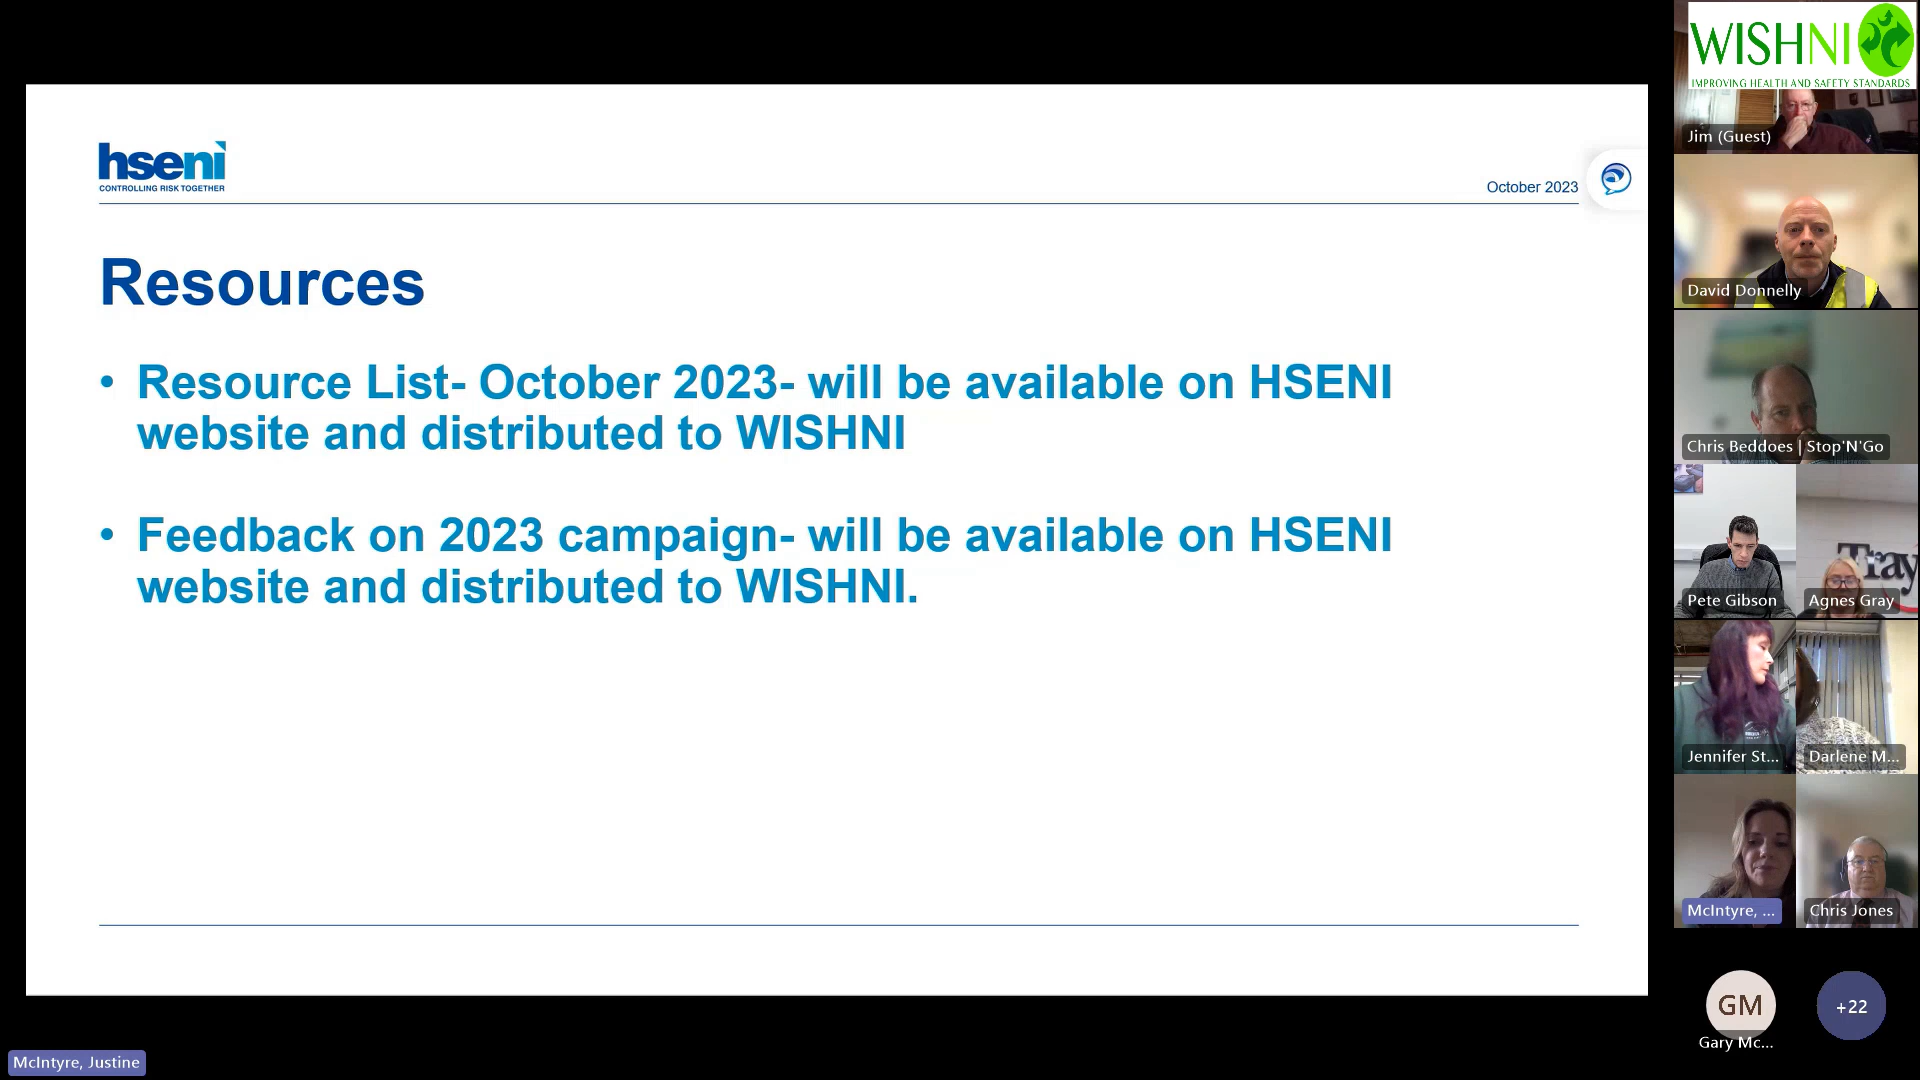 hseni
CONTROLLING RISK TOGETHER
October 2023
Resources
• Resource List- October 2023- will be available on HSENI
website and distributed to WISHNI
• Feedback on 2023 campaign- will be available on HSENI
website and distributed to WISHNI.
McIntyre, Justine
WISHNI
IMPROVING HEALTH AND SAFETY STANDARDS
Jim (Guest)
David Donnelly
Chris Beddoes | Stop'N'Go
Pete Gibson
Tray
Agnes Gray
Jennifer St...
Darlene M...
McIntyre, ...
Chris Jones
GM
+22
Gary Mc...